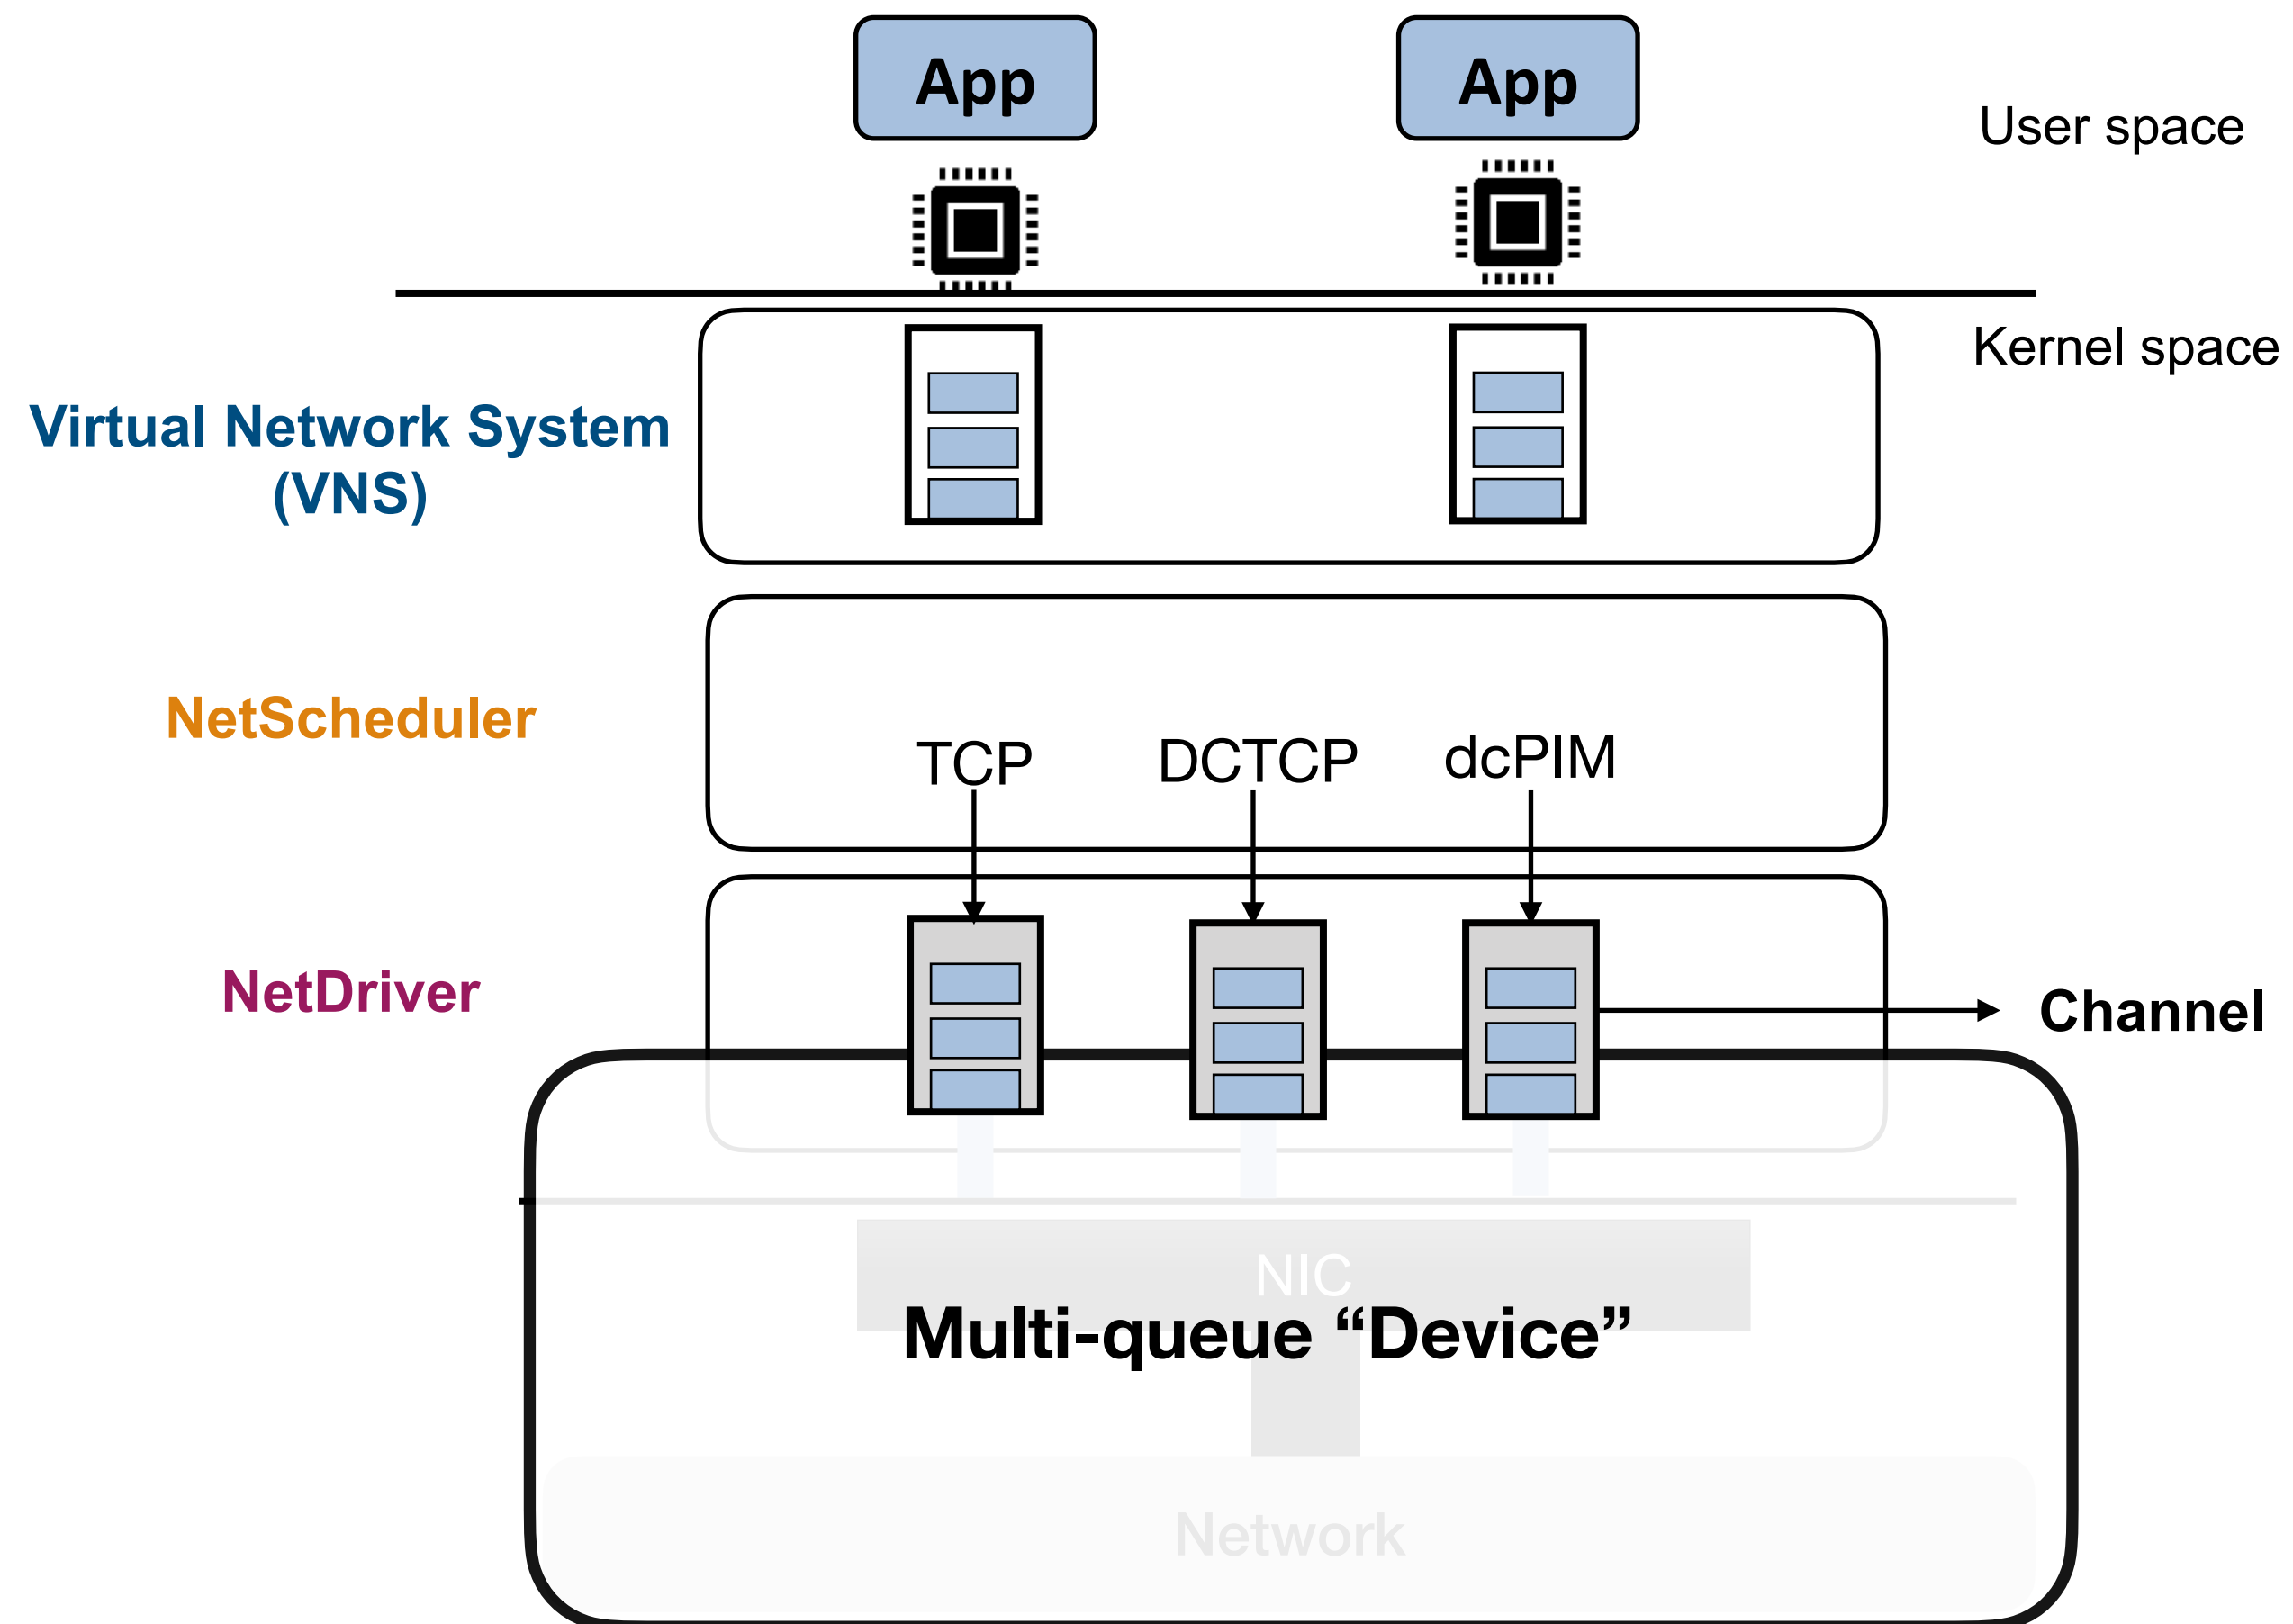 App
App
User space
Kernel space
Virtual Network System
(VNS)
NetScheduler
TCP
DCTCP
dcPIM
NetDriver
Channel
NIC
Multi-queue “Device”
Network